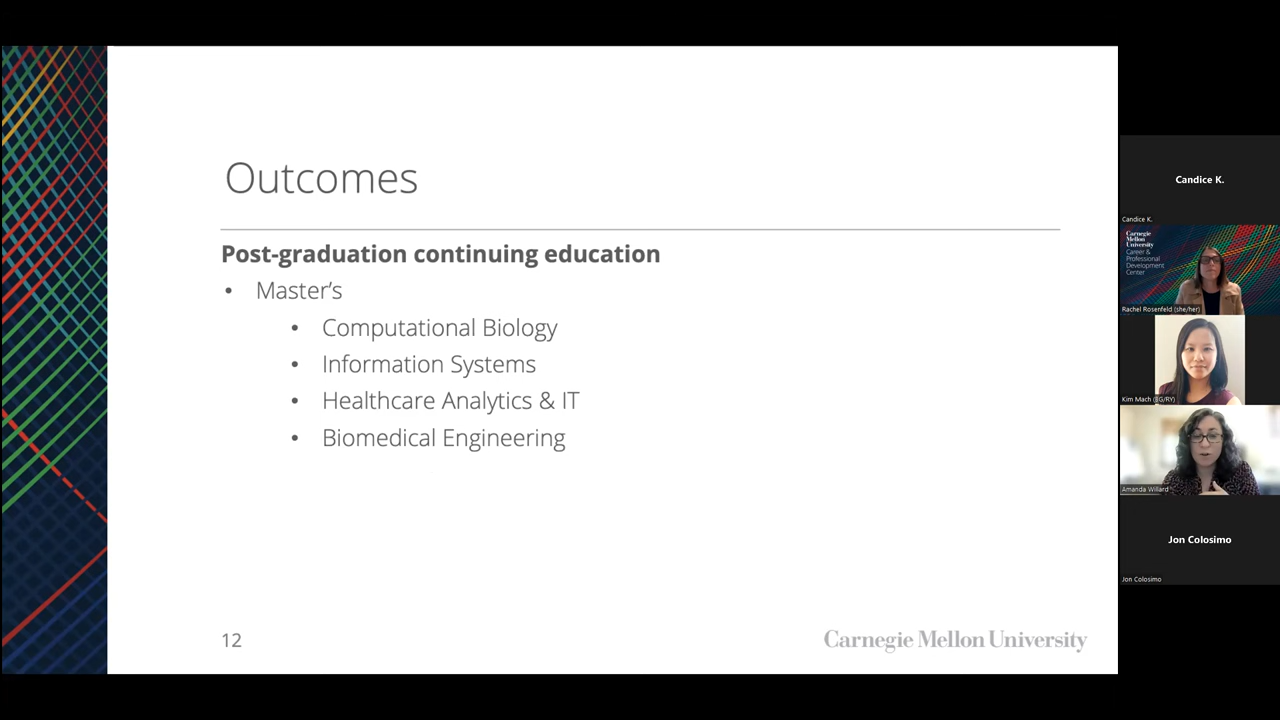 Outcomes
Post-graduation continuing education
• Master’s
• Computational Biology
• Information Systems
• Healthcare Analytics & IT
• Biomedical Engineering
12
Carnegie Mellon University
Candice K.
Candice K.
Carnegie
Mellon
University
Career &
Professional
Development
Center
Rachel Rosenfeld (she/her)
Kim Mach
Amanda Willard
Jon Colosimo
Jon Colosimo